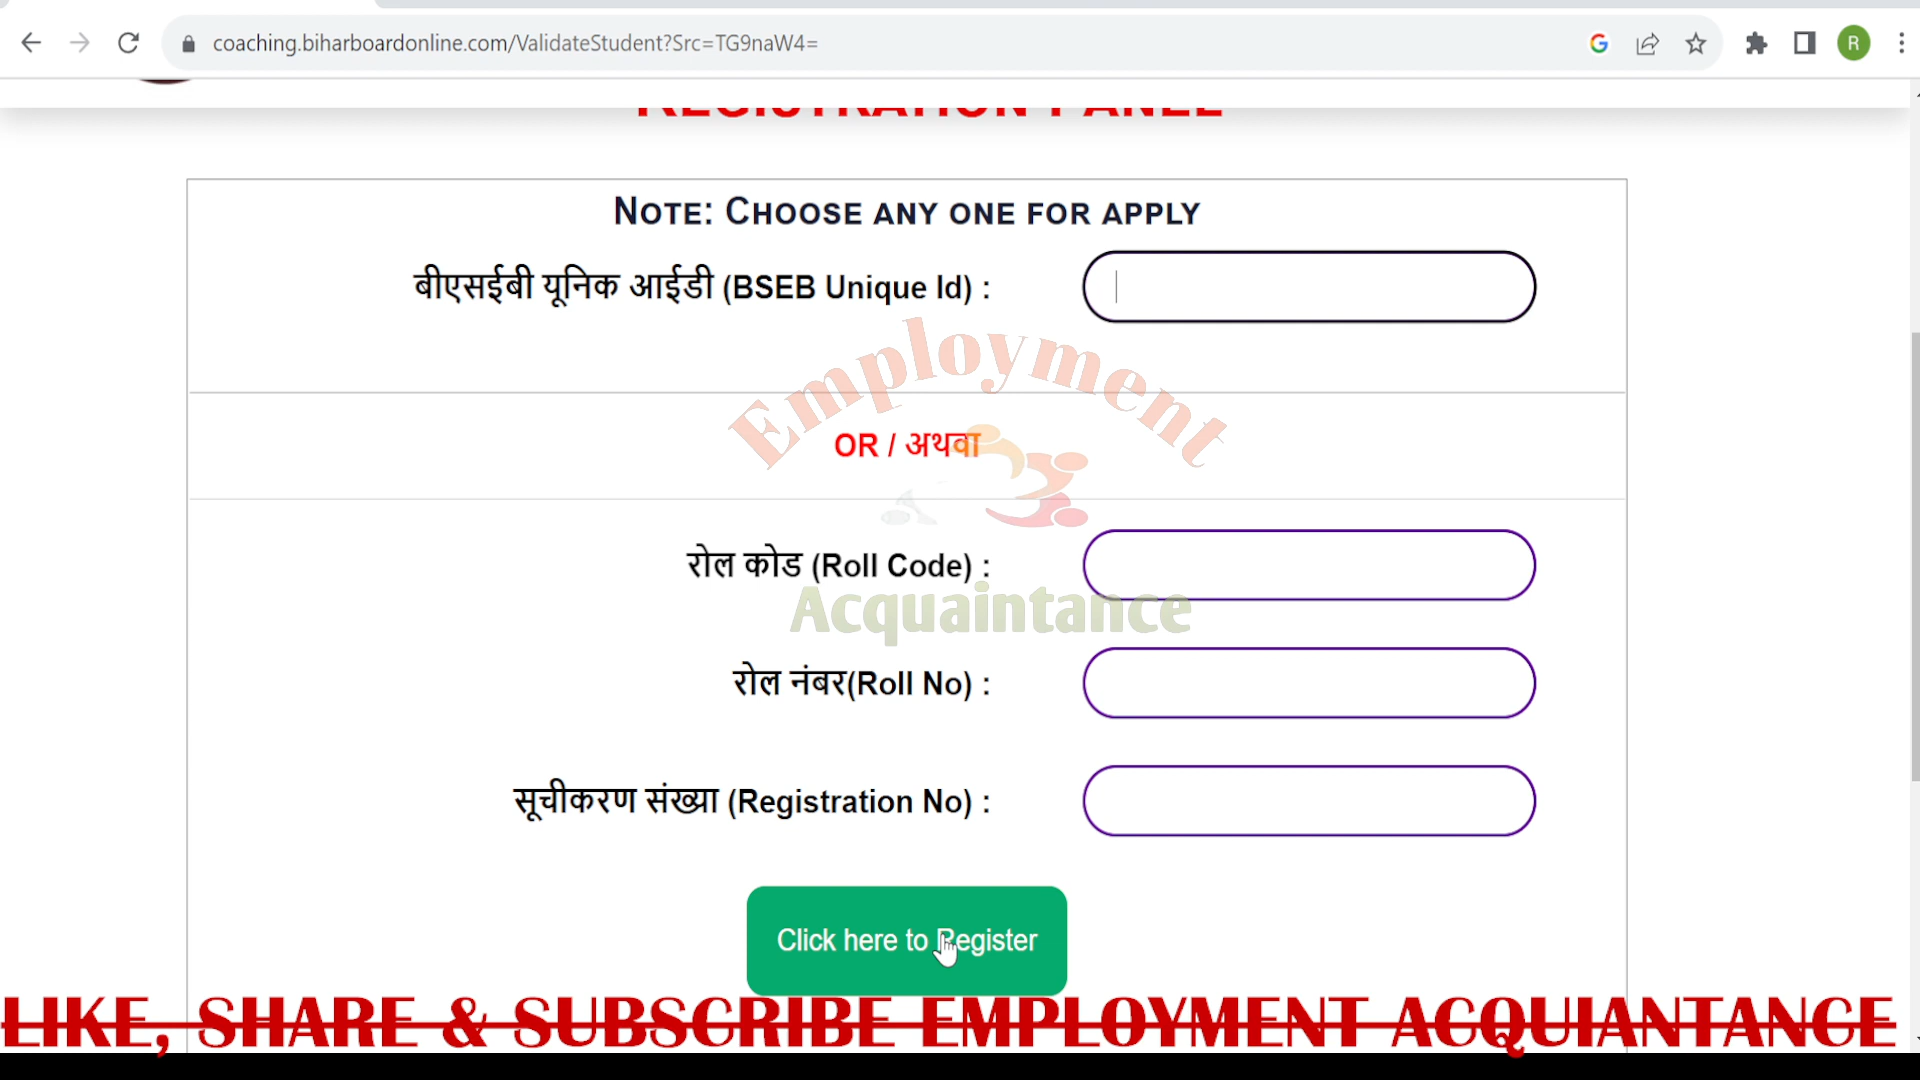 coaching.biharboardonline.com/ValidateStudent?Src=TG9naW4=
R
REGISTRATION PANEL
NOTE: CHOOSE ANY ONE FOR APPLY
बीएसईबी यूनिक आईडी (BSEB Unique Id) :
Employment
OR / अथवा
रोल कोड (Roll Code) :
Acquaintance
रोल नंबर(Roll No) :
सूचीकरण संख्या (Registration No) :
Click here to Register
LIKE, SHARE & SUBSCRIBE EMPLOYMENT ACQUIANTANCE